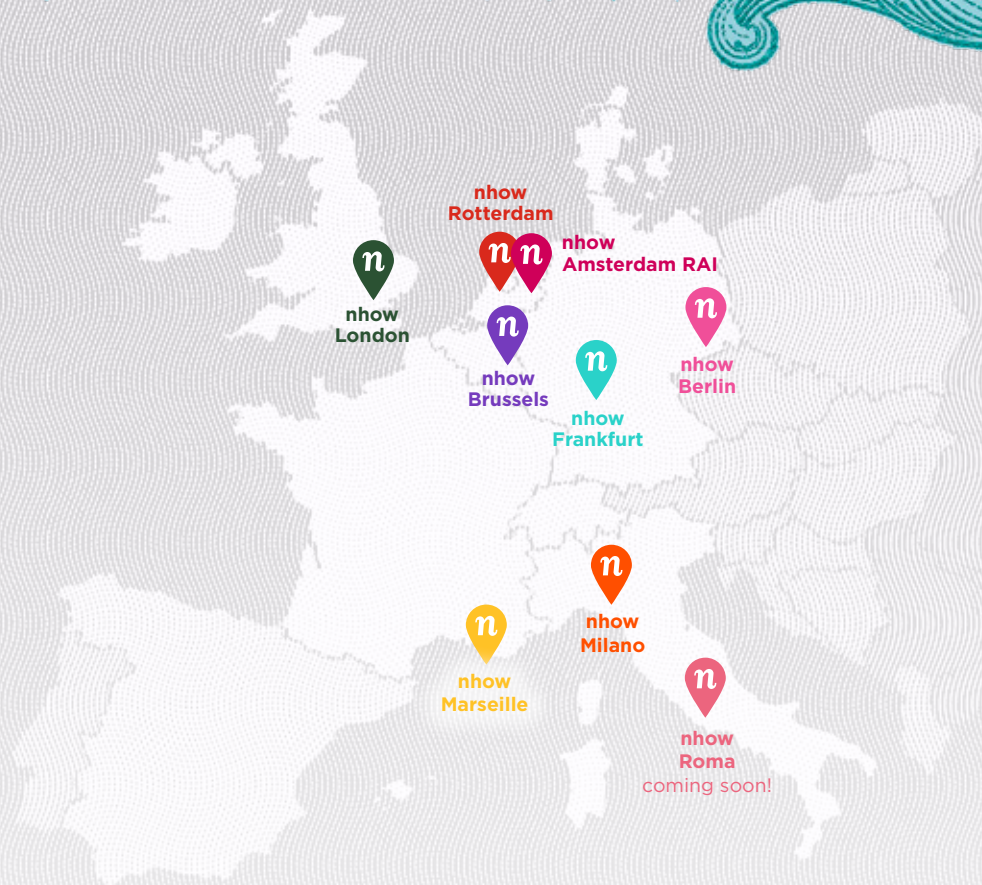 nhow
Rotterdam
n
n
nhow
Amsterdam RAI
n
nhow
London
n
nhow
Berlin
n
nhow
Brussels
n
nhow
Frankfurt
n
nhow
Milano
n
nhow
Marseille
n
nhow
Roma
coming soon!